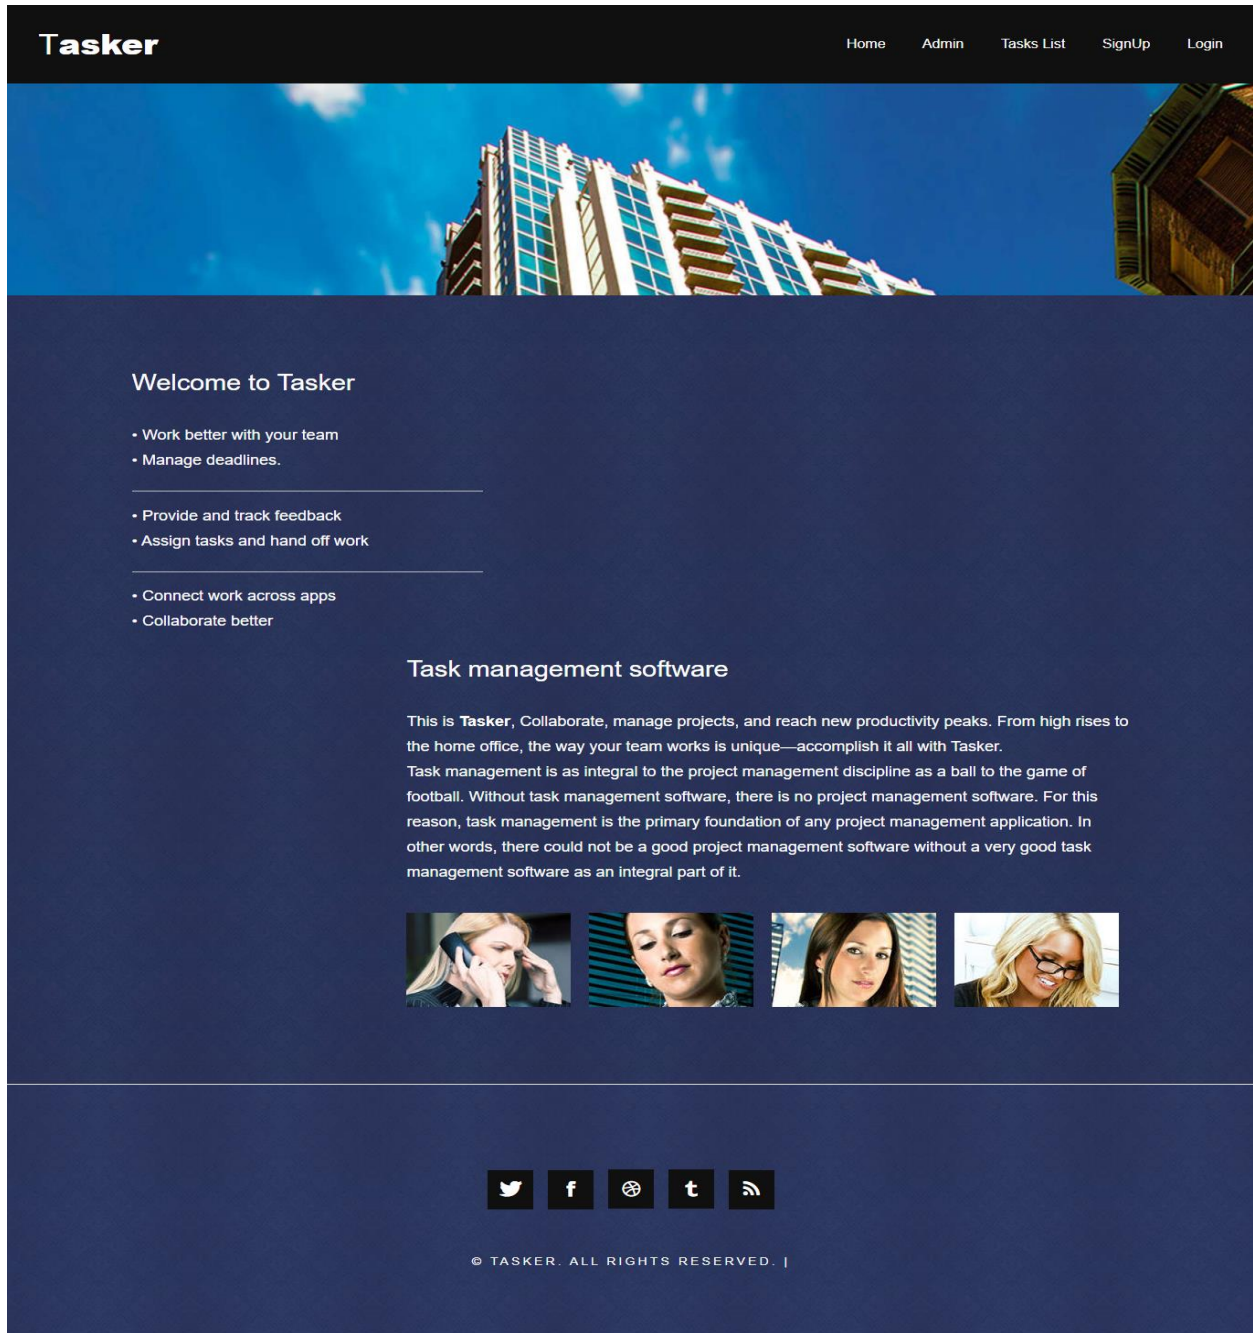 Tasker
Home Admin Tasks List SignUp Login
Welcome to Tasker
• Work better with your team
• Manage deadlines.
• Provide and track feedback
• Assign tasks and hand off work
• Connect work across apps
• Collaborate better
Task management software
This is Tasker, Collaborate, manage projects, and reach new productivity peaks. From high rises to
the home office, the way your team works is unique—accomplish it all with Tasker.
Task management is as integral to the project management discipline as a ball to the game of
football. Without task management software, there is no project management software. For this
reason, task management is the primary foundation of any project management application. In
other words, there could not be a good project management software without a very good task
management software as an integral part of it.
© TASKER. ALL RIGHTS RESERVED. |